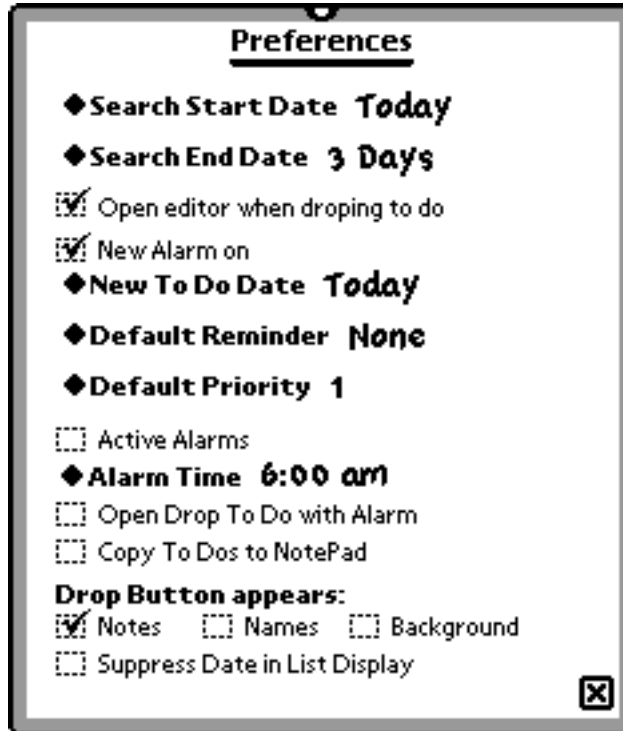 Preferences
Search Start Date Today
Search End Date 3 Days
Open editor when droping to do
New Alarm on
New To Do Date Today
Default Reminder None
Default Priority 1
Active Alarms
Alarm Time 6:00 am
Open Drop To Do with Alarm
Copy To Dos to NotePad
Drop Button appears:
Notes Names Background
Suppress Date in List Display